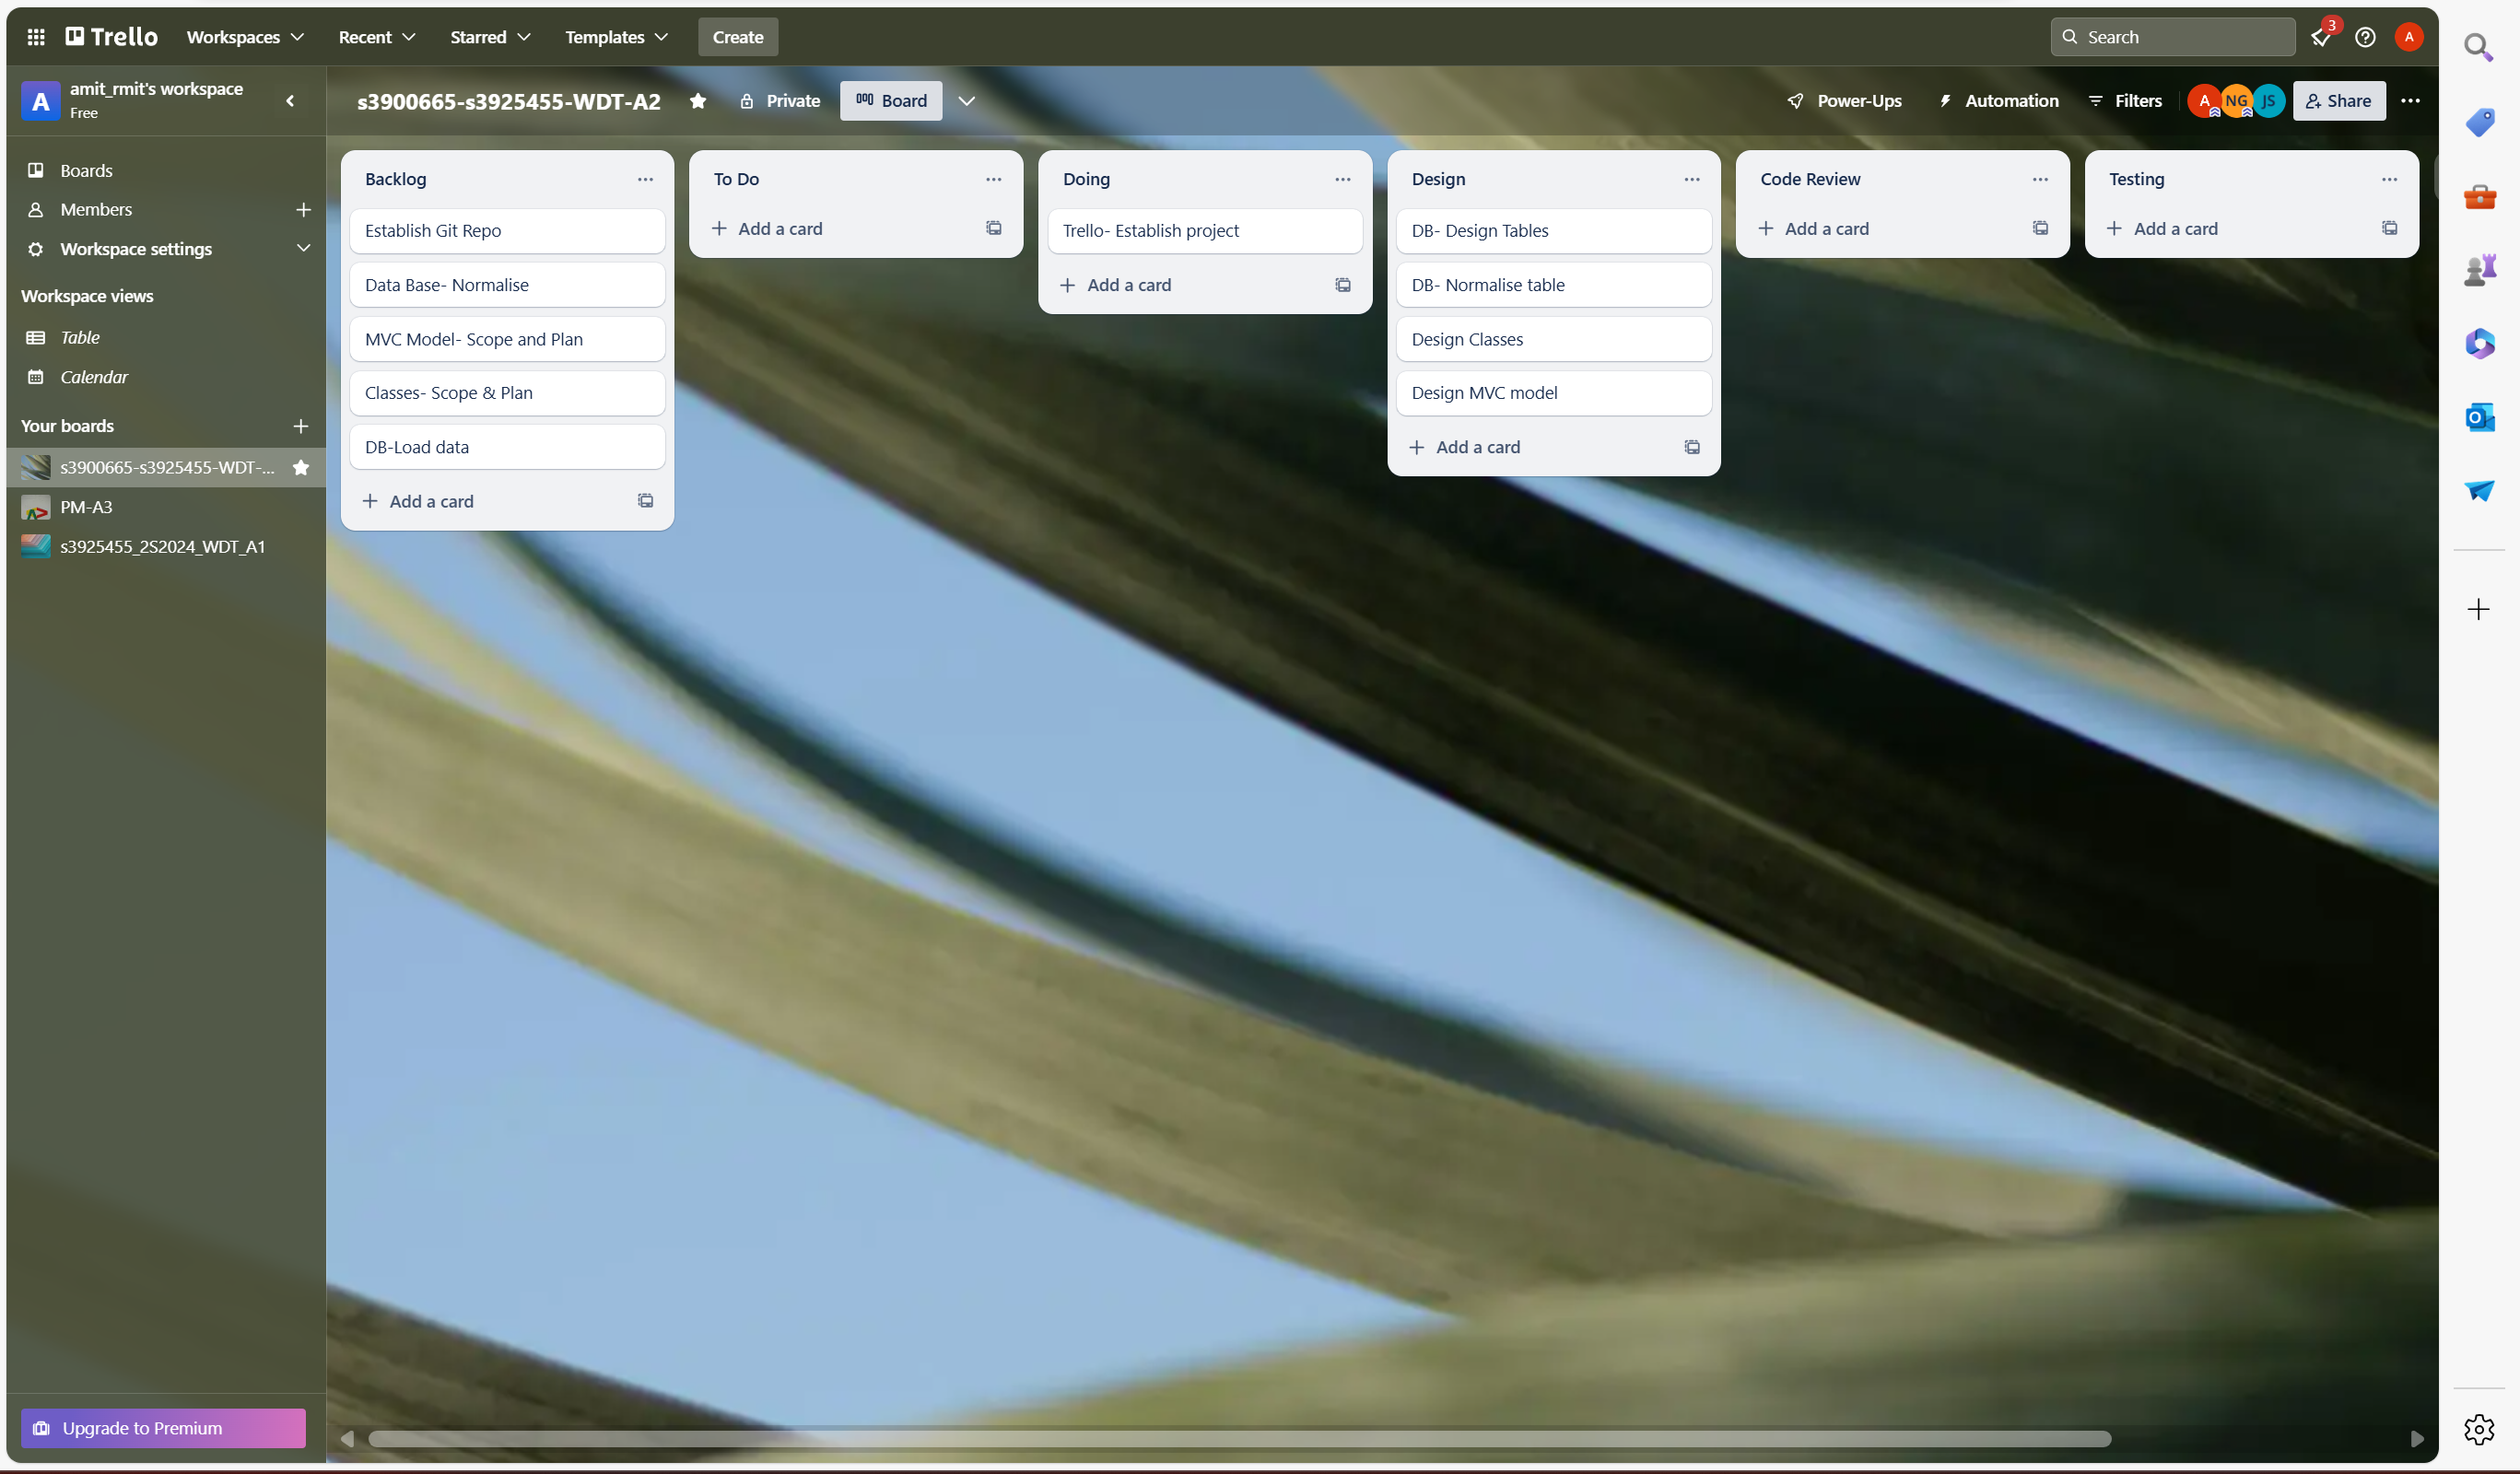 Trello
Workspaces
Recent
Starred
Templates
Create
Search
3
A
A
amit_rmit's workspace
Free
s3900665-s3925455-WDT-A2
Private
Board
Power-Ups
Automation
Filters
A
NG
JS
Share
Boards
Members
Workspace settings
Workspace views
Table
Calendar
Your boards
s3900665-s3925455-WDT-...
PM-A3
s3925455_2S2024_WDT_A1
Upgrade to Premium
Backlog
Establish Git Repo
Data Base- Normalise
MVC Model- Scope and Plan
Classes- Scope & Plan
DB-Load data
Add a card
To Do
Add a card
Doing
Trello- Establish project
Add a card
Design
DB- Design Tables
DB- Normalise table
Design Classes
Design MVC model
Add a card
Code Review
Add a card
Testing
Add a card